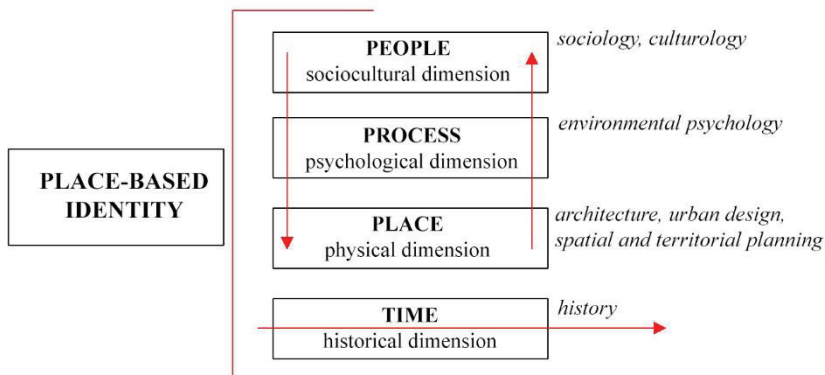 PEOPLE
sociocultural dimension
sociology, culturology
PROCESS
psychological dimension
environmental psychology
PLACE-BASED
IDENTITY
PLACE
physical dimension
architecture, urban design,
spatial and territorial planning
TIME
historical dimension
history